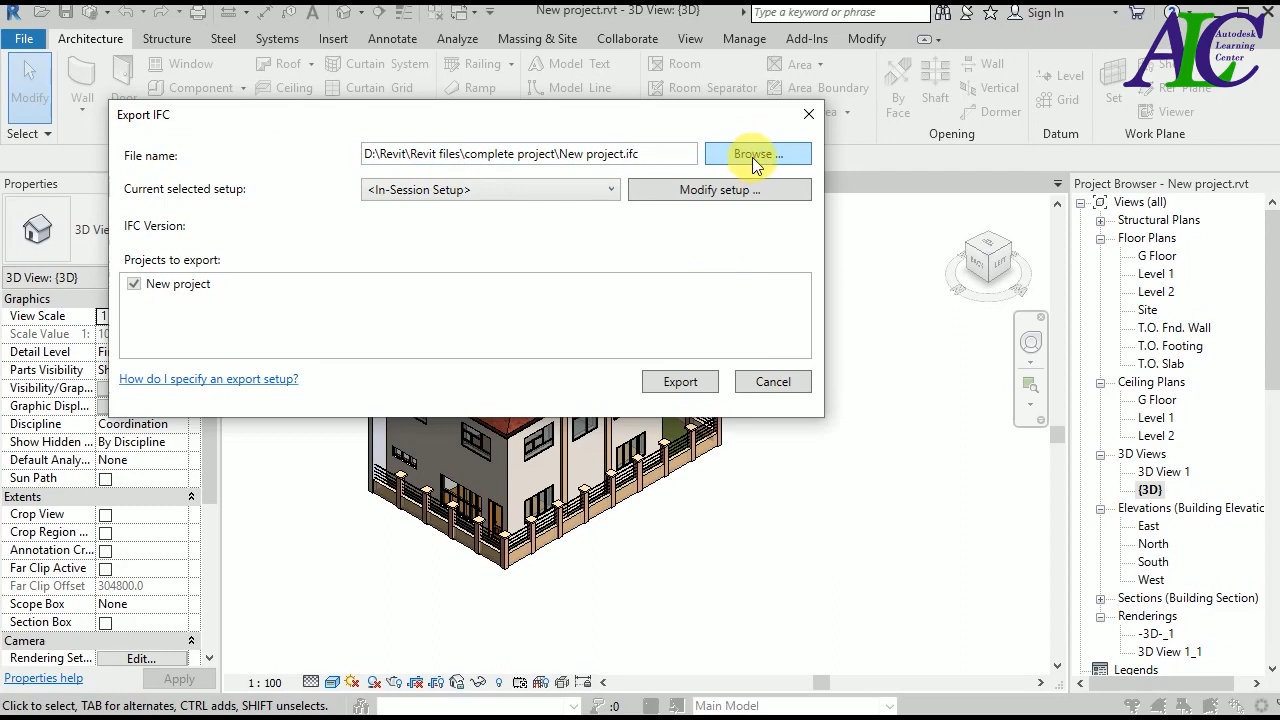 New project.rvt - 3D View: {3D}
Type a keyword or phrase
Sign In
ALC
Autodesk
Learning
Center
File
Architecture
Structure
Steel
Systems
Insert
Annotate
Analyze
Massing & Site
Collaborate
View
Manage
Add-Ins
Modify
Modify
Wall
Window
Component
Roof
Ceiling
Curtain System
Curtain Grid
Railing
Ramp
Model Text
Model Line
Room
Room Separator
Area
Area Boundary
By
Face
Shaft
Wall
Vertical
Dormer
Level
Grid
Set
Viewer
Select
Opening
Datum
Work Plane
Export IFC
File name:
D:\Revit\Revit files\complete project\New project.ifc
Browse ...
Current selected setup:
<In-Session Setup>
Modify setup ...
IFC Version:
Projects to export:
New project
How do I specify an export setup?
Export
Cancel
Properties
3D View: {3D}
Graphics
View Scale
Scale Value 1:
Detail Level
Parts Visibility
Visibility/Grap...
Graphic Displ...
Discipline
Coordination
Show Hidden ...
By Discipline
Default Analy...
None
Sun Path
Extents
Crop View
Crop Region ...
Annotation Cr...
Far Clip Active
Far Clip Offset
304800.0
Scope Box
None
Section Box
Camera
Rendering Set...
Edit...
Properties help
Apply
1 : 100
Project Browser - New project.rvt
Views (all)
Structural Plans
Floor Plans
G Floor
Level 1
Level 2
Site
T.O. Fnd. Wall
T.O. Footing
T.O. Slab
Ceiling Plans
G Floor
Level 1
Level 2
3D Views
3D View 1
{3D}
Elevations (Building Elevatic
East
North
South
West
Sections (Building Section)
Renderings
-3D-_1
3D View 1_1
Legends
Click to select, TAB for alternates, CTRL adds, SHIFT unselects.
:0
Main Model